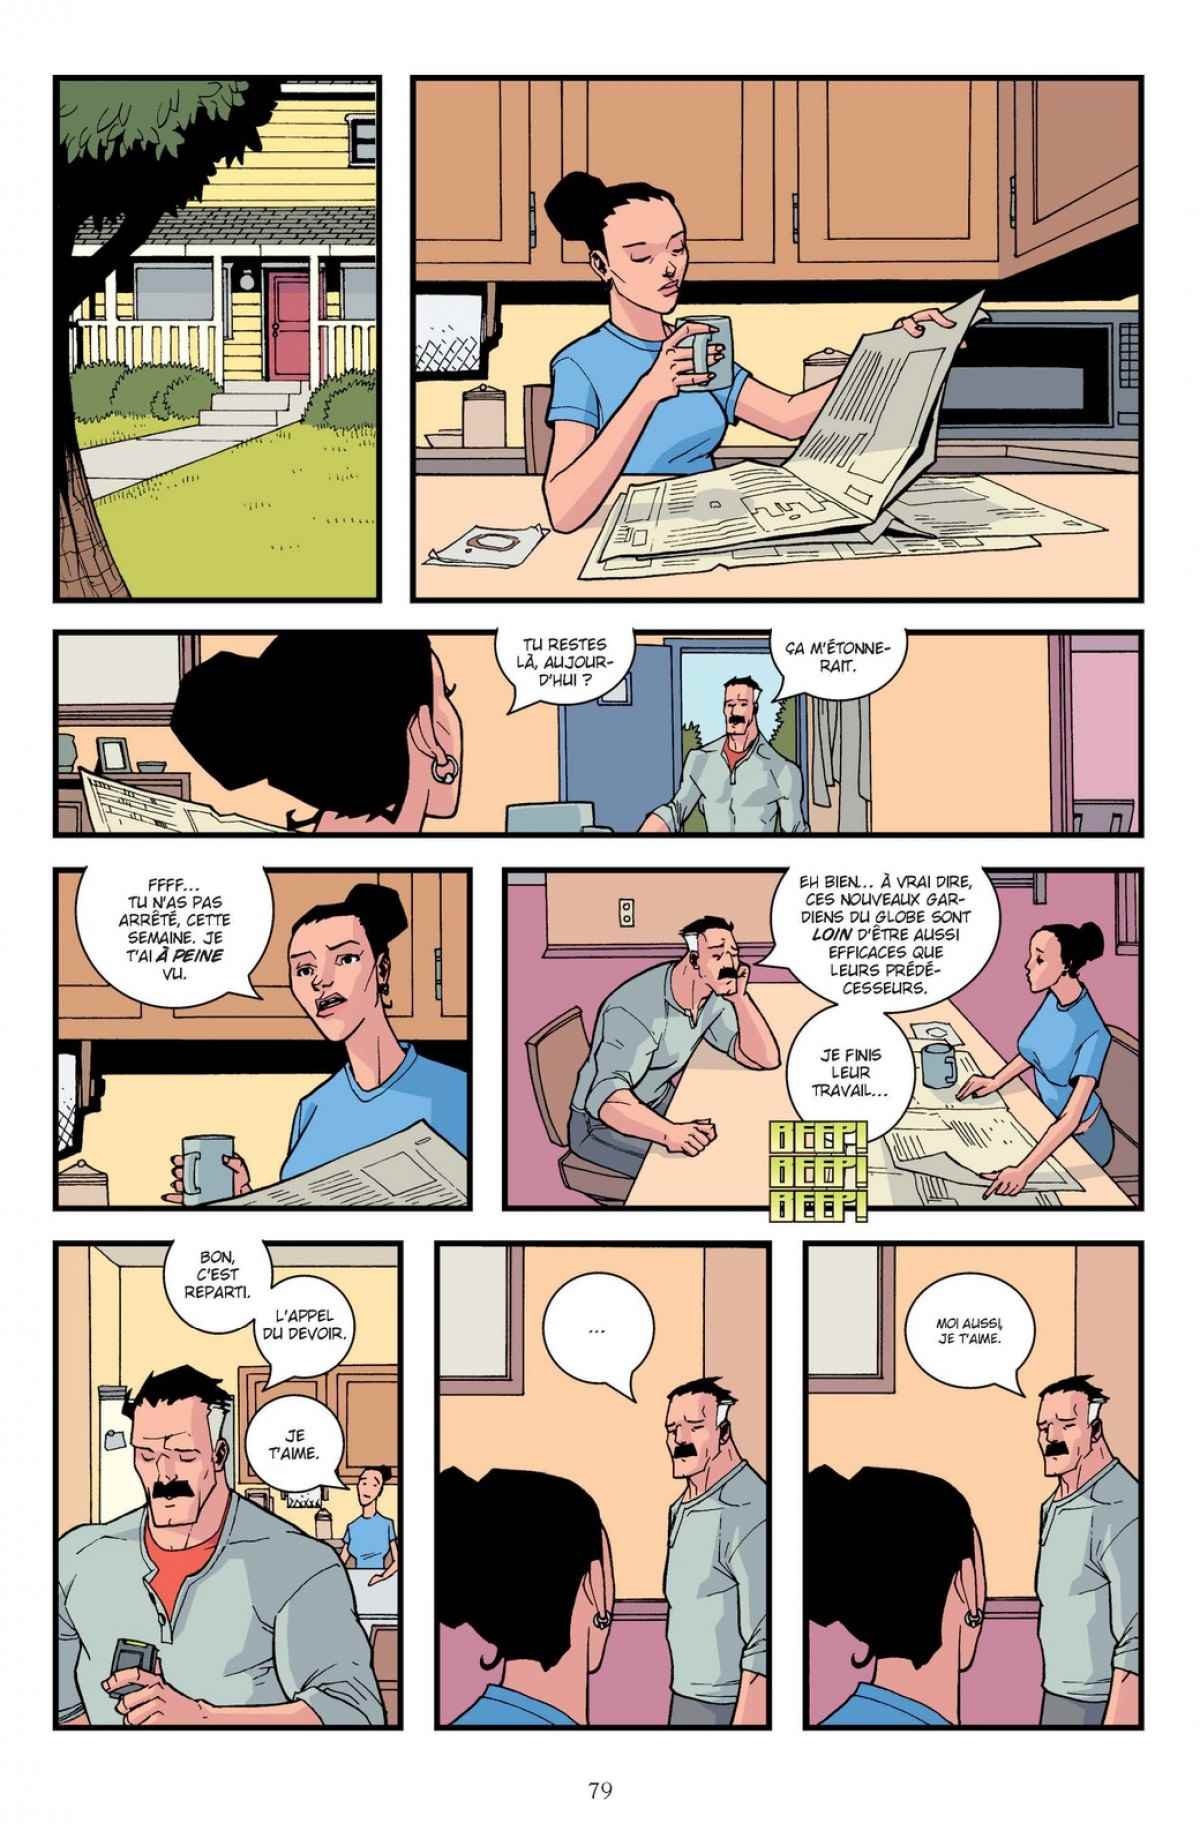 TU RESTES
LÀ, AUJOUR-
D'HUI ?
ÇA M'ÉTONNE-
RAIT.
FFFF...
TU N'AS PAS
ARRÊTÉ, CETTE
SEMAINE. JE
T'AI À PEINE
VU.
EH BIEN... À VRAI DIRE,
CES NOUVEAUX GAR-
DIENS DU GLOBE SONT
LOIN D'ÊTRE AUSSI
EFFICACES QUE
LEURS PRÉDÉ-
CESSEURS.
JE FINIS
LEUR
TRAVAIL...
BEEP!
BEEP!
BEEP!
BON,
C'EST
REPARTI.
L'APPEL
DU DEVOIR.
JE
T'AIME.
...
MOI AUSSI,
JE T'AIME.
79